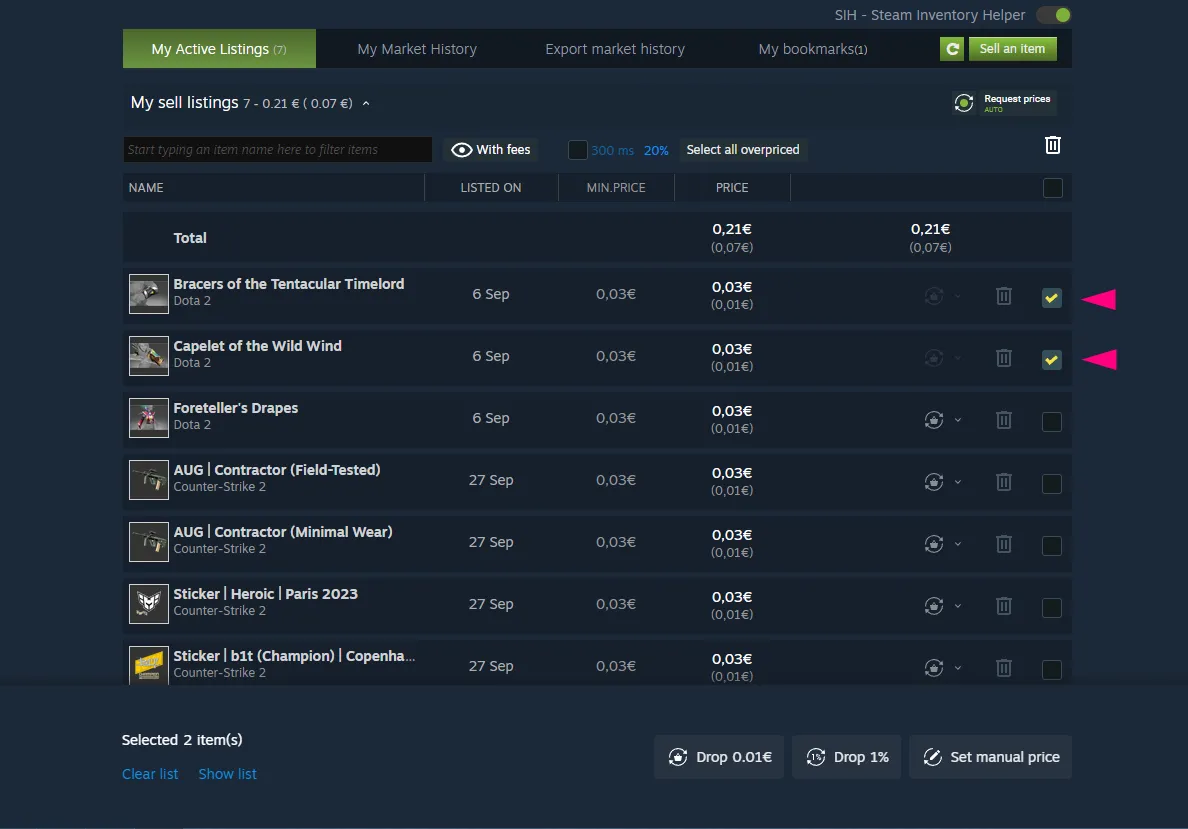 SIH - Steam Inventory Helper
My Active Listings (7) My Market History Export market history My bookmarks(1) Sell an item
My sell listings 7 - 0.21 € ( 0.07 €) Request prices
AUTO
Start typing an item name here to filter items With fees 300 ms 20% Select all overpriced
NAME LISTED ON MIN.PRICE PRICE
Total 0,21€ 0,21€
(0,07€) (0,07€)
Bracers of the Tentacular Timelord 6 Sep 0,03€ 0,03€
Dota 2 (0,01€)
Capelet of the Wild Wind 6 Sep 0,03€ 0,03€
Dota 2 (0,01€)
Foreteller's Drapes 6 Sep 0,03€ 0,03€
Dota 2 (0,01€)
AUG | Contractor (Field-Tested) 27 Sep 0,03€ 0,03€
Counter-Strike 2 (0,01€)
AUG | Contractor (Minimal Wear) 27 Sep 0,03€ 0,03€
Counter-Strike 2 (0,01€)
Sticker | Heroic | Paris 2023 27 Sep 0,03€ 0,03€
Counter-Strike 2 (0,01€)
Sticker | b1t (Champion) | Copenha... 27 Sep 0,03€ 0,03€
Counter-Strike 2 (0,01€)
Selected 2 item(s)
Clear list Show list
Drop 0.01€ 1% Drop 1% Set manual price